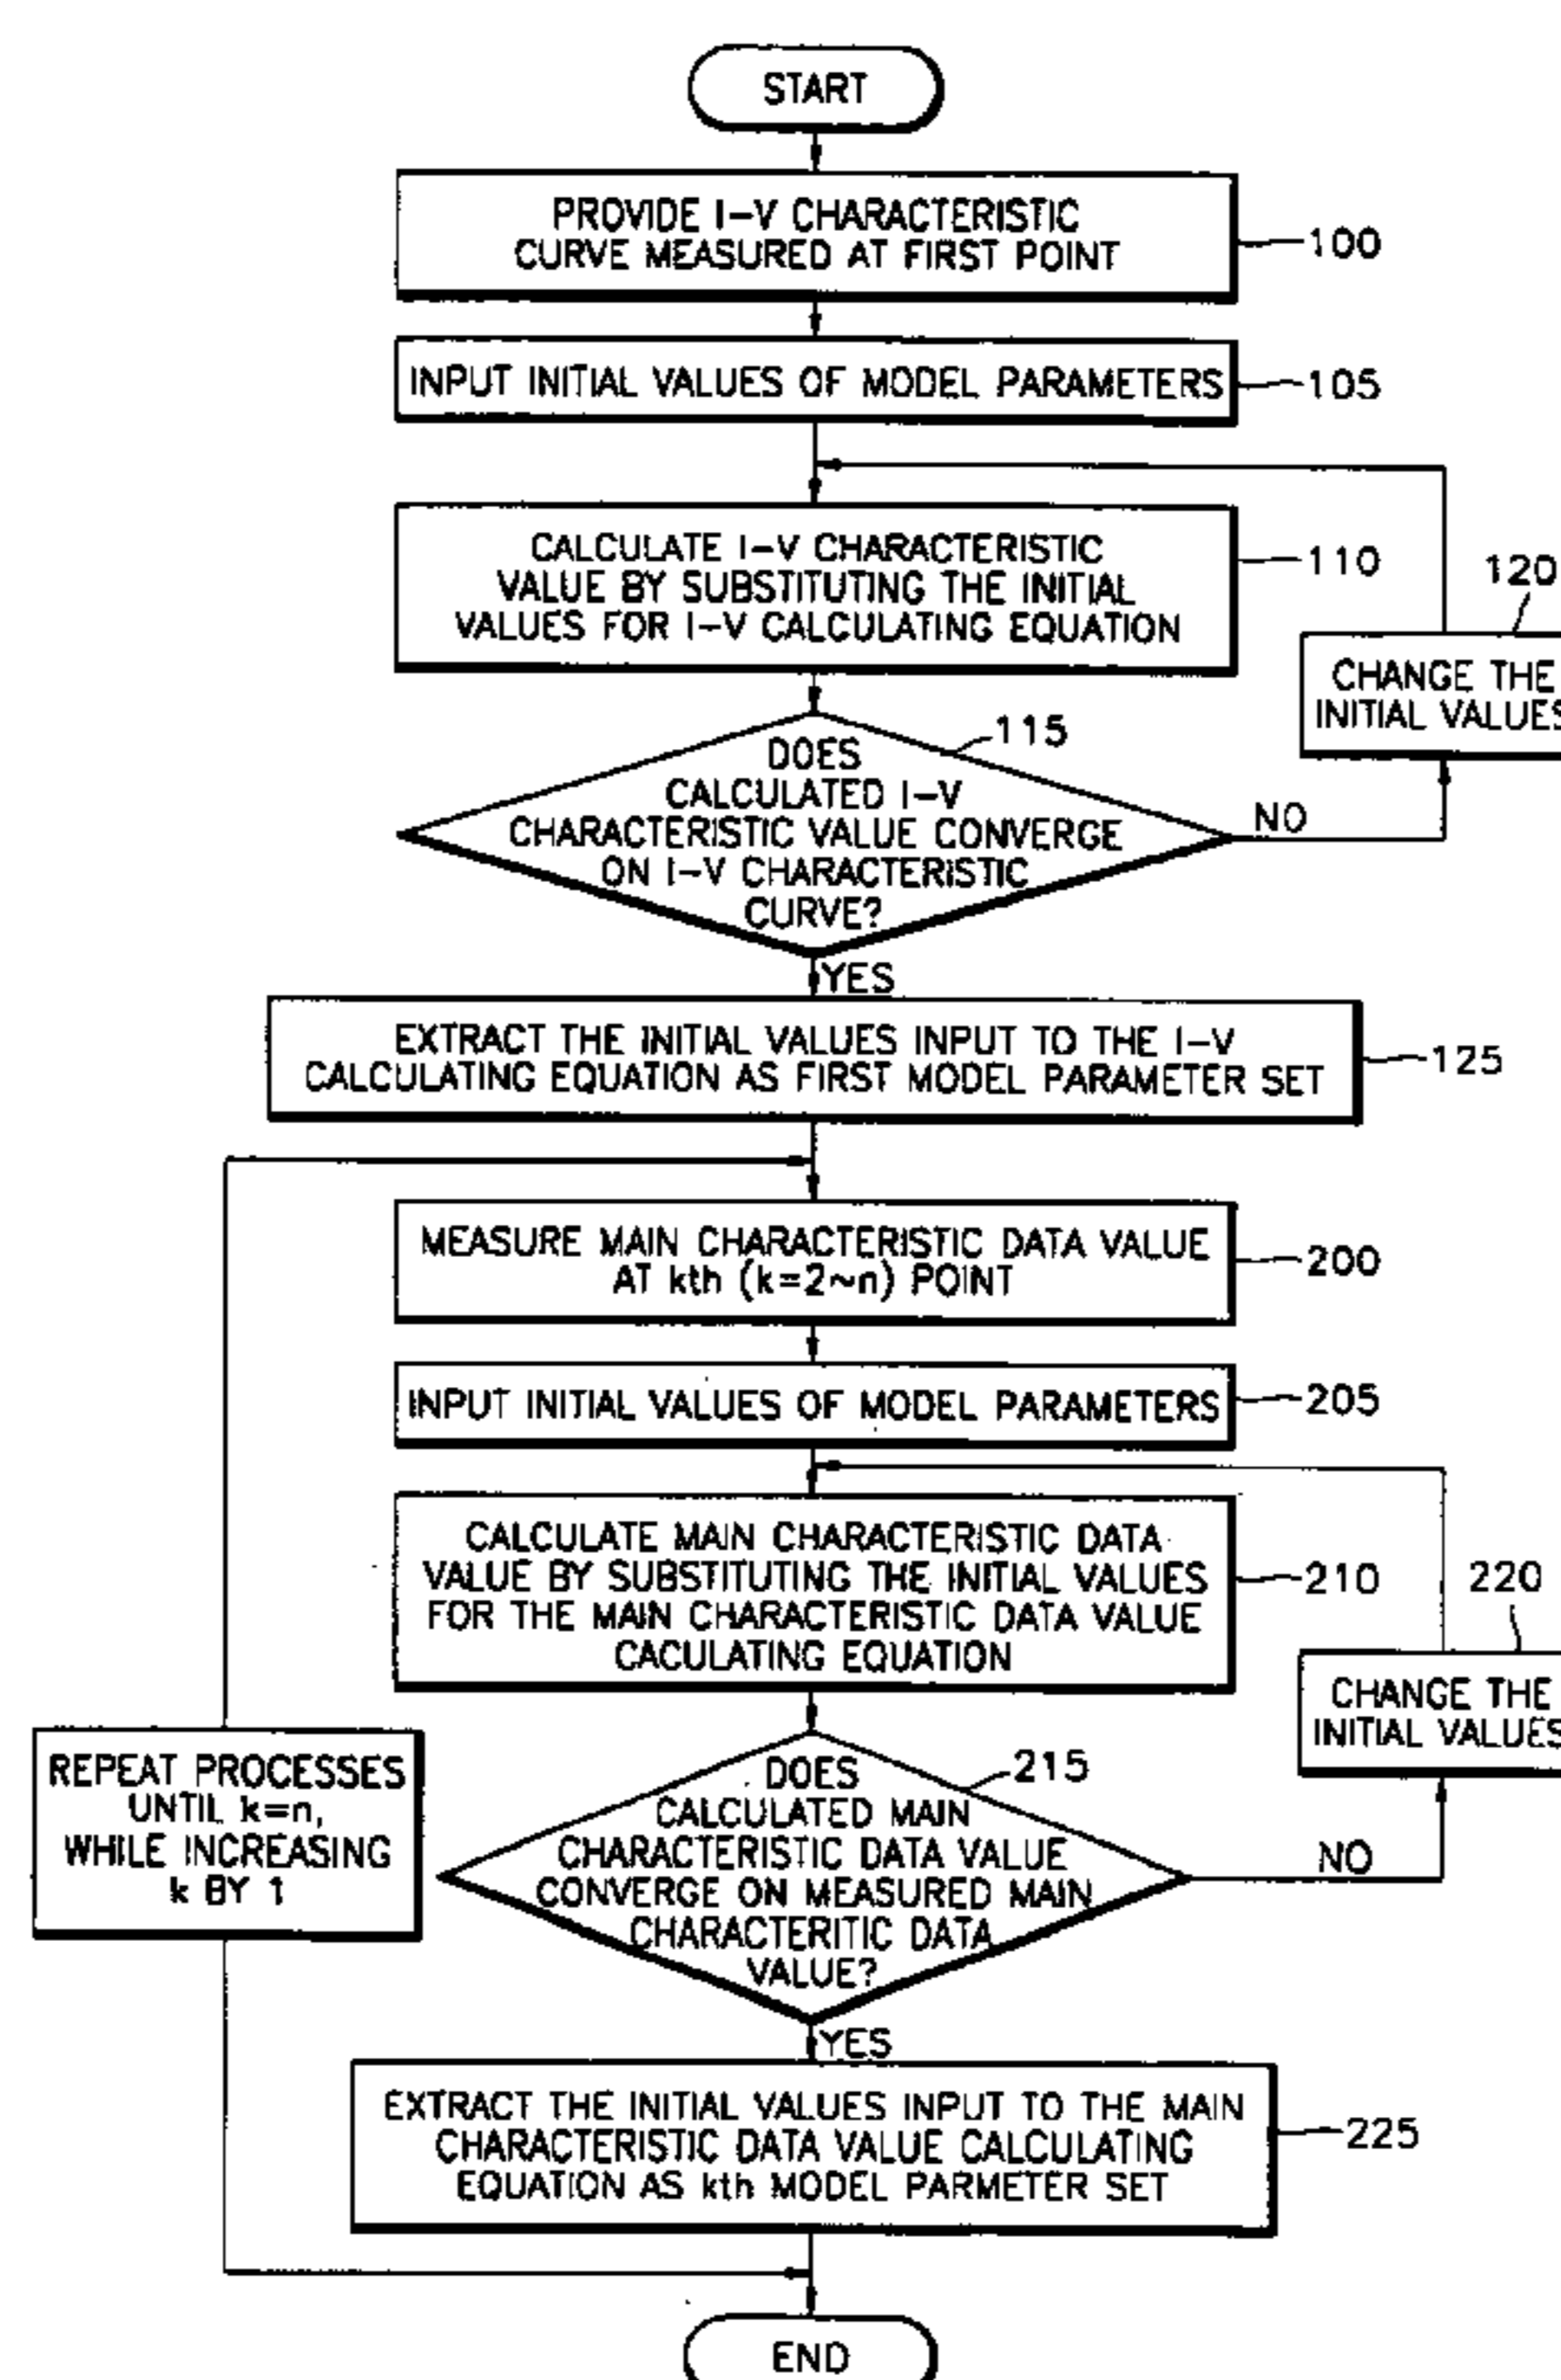 START
PROVIDE I-V CHARACTERISTIC
CURVE MEASURED AT FIRST POINT
100
INPUT INITIAL VALUES OF MODEL PARAMETERS
105
CALCULATE I-V CHARACTERISTIC
VALUE BY SUBSTITUTING THE INITIAL
VALUES FOR I-V CALCULATING EQUATION
110
120
CHANGE THE
INITIAL VALUES
115
DOES
CALCULATED I-V
CHARACTERISTIC VALUE CONVERGE
ON I-V CHARACTERISTIC
CURVE?
NO
YES
EXTRACT THE INITIAL VALUES INPUT TO THE I-V
CALCULATING EQUATION AS FIRST MODEL PARAMETER SET
125
MEASURE MAIN CHARACTERISTIC DATA VALUE
AT kth (k=2~n) POINT
200
INPUT INITIAL VALUES OF MODEL PARAMETERS
205
CALCULATE MAIN CHARACTERISTIC DATA
VALUE BY SUBSTITUTING THE INITIAL VALUES
FOR THE MAIN CHARACTERISTIC DATA VALUE
CACULATING EQUATION
210
220
CHANGE THE
INITIAL VALUES
REPEAT PROCESSES
UNTIL k=n,
WHILE INCREASING
k BY 1
215
DOES
CALCULATED MAIN
CHARACTERISTIC DATA VALUE
CONVERGE ON MEASURED MAIN
CHARACTERITIC DATA
VALUE?
NO
YES
EXTRACT THE INITIAL VALUES INPUT TO THE MAIN
CHARACTERISTIC DATA VALUE CALCULATING
EQUATION AS kth MODEL PARMETER SET
225
END